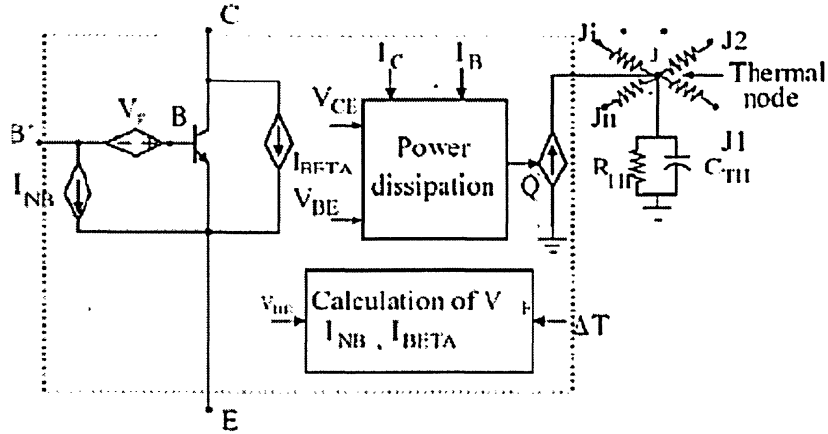 C
Ji
J
J2
I_C
I_B
Thermal
node
V_CE
V_F
B
B'
Jn
J1
Power
dissipation
I_BETA
R_TH
C_TH
Q
I_NB
V_BE
V_BE
Calculation of V_F
I_NB , I_BETA
ΔT
E